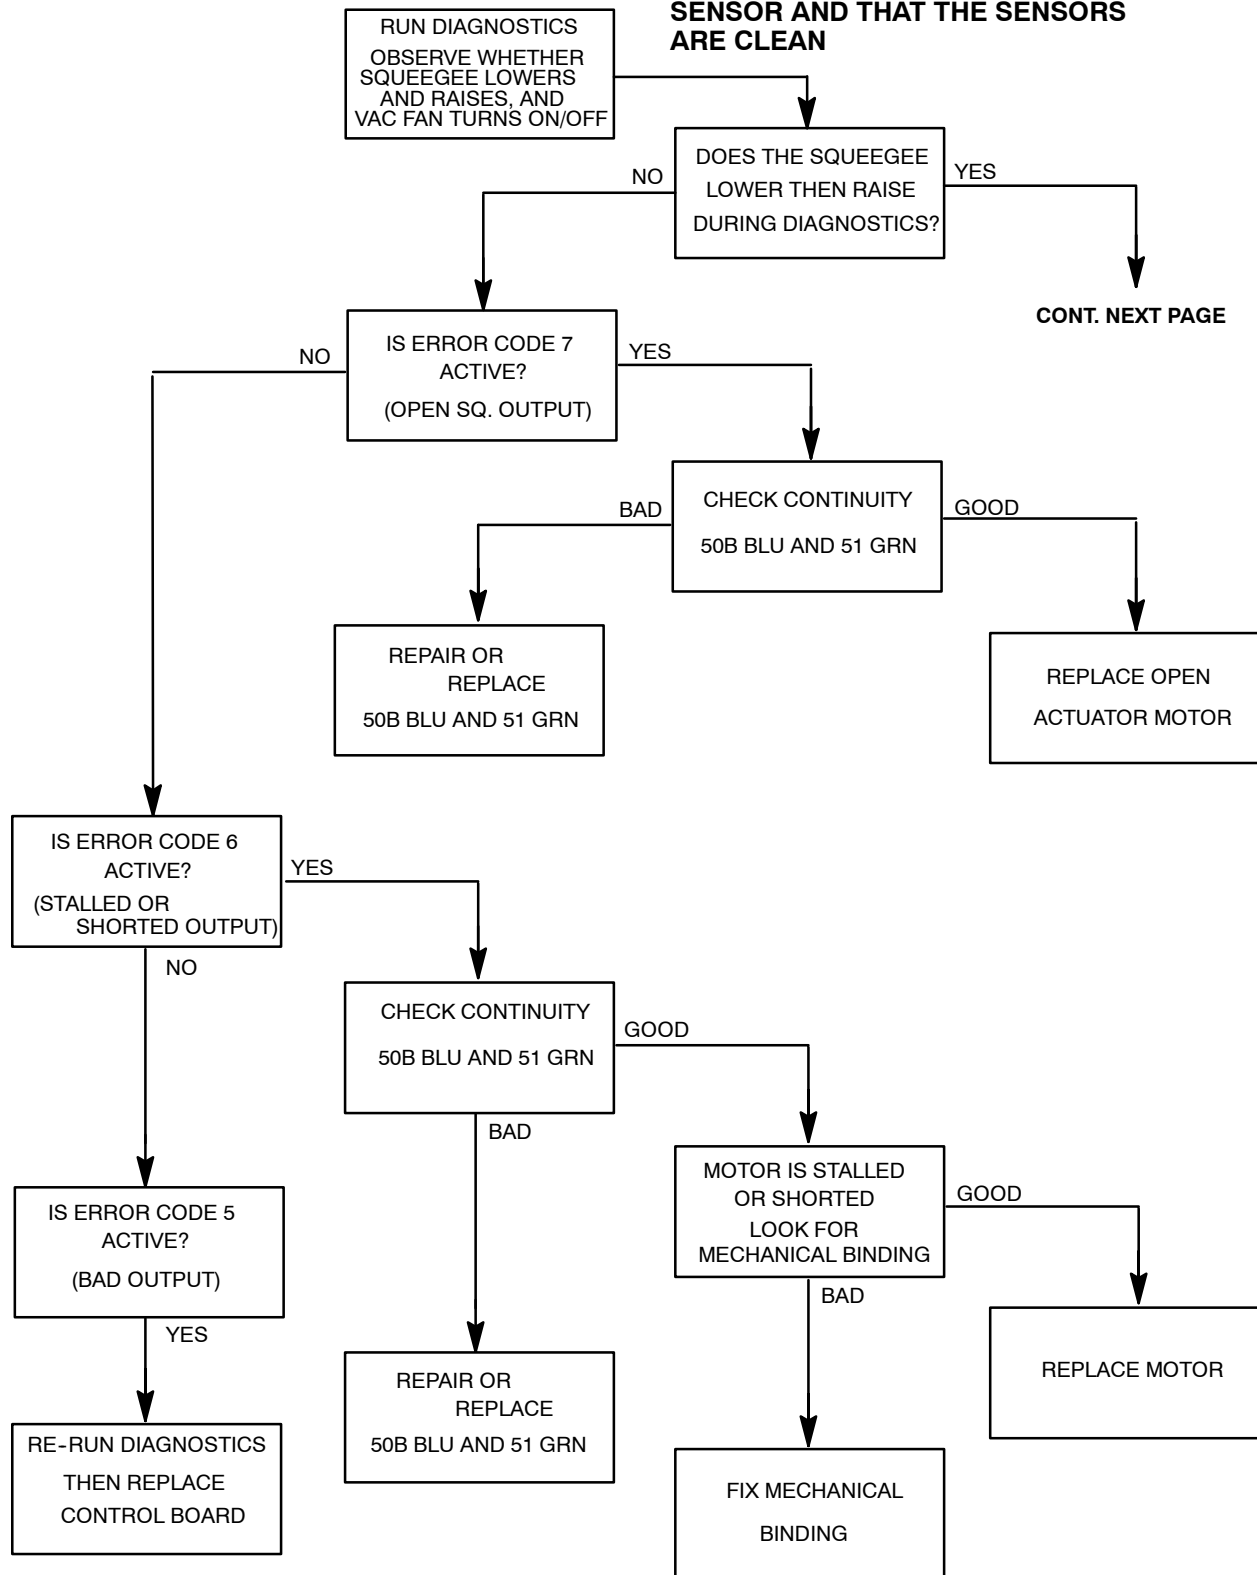 SENSOR AND THAT THE SENSORS
ARE CLEAN
RUN DIAGNOSTICS
OBSERVE WHETHER
SQUEEGEE LOWERS
AND RAISES, AND
VAC FAN TURNS ON/OFF
DOES THE SQUEEGEE
LOWER THEN RAISE
DURING DIAGNOSTICS?
NO
YES
CONT. NEXT PAGE
IS ERROR CODE 7
ACTIVE?
(OPEN SQ. OUTPUT)
NO
YES
CHECK CONTINUITY
50B BLU AND 51 GRN
BAD
GOOD
REPAIR OR
REPLACE
50B BLU AND 51 GRN
REPLACE OPEN
ACTUATOR MOTOR
IS ERROR CODE 6
ACTIVE?
(STALLED OR
SHORTED OUTPUT)
YES
NO
CHECK CONTINUITY
50B BLU AND 51 GRN
GOOD
BAD
MOTOR IS STALLED
OR SHORTED
LOOK FOR
MECHANICAL BINDING
GOOD
BAD
IS ERROR CODE 5
ACTIVE?
(BAD OUTPUT)
YES
REPAIR OR
REPLACE
50B BLU AND 51 GRN
REPLACE MOTOR
RE-RUN DIAGNOSTICS
THEN REPLACE
CONTROL BOARD
FIX MECHANICAL
BINDING